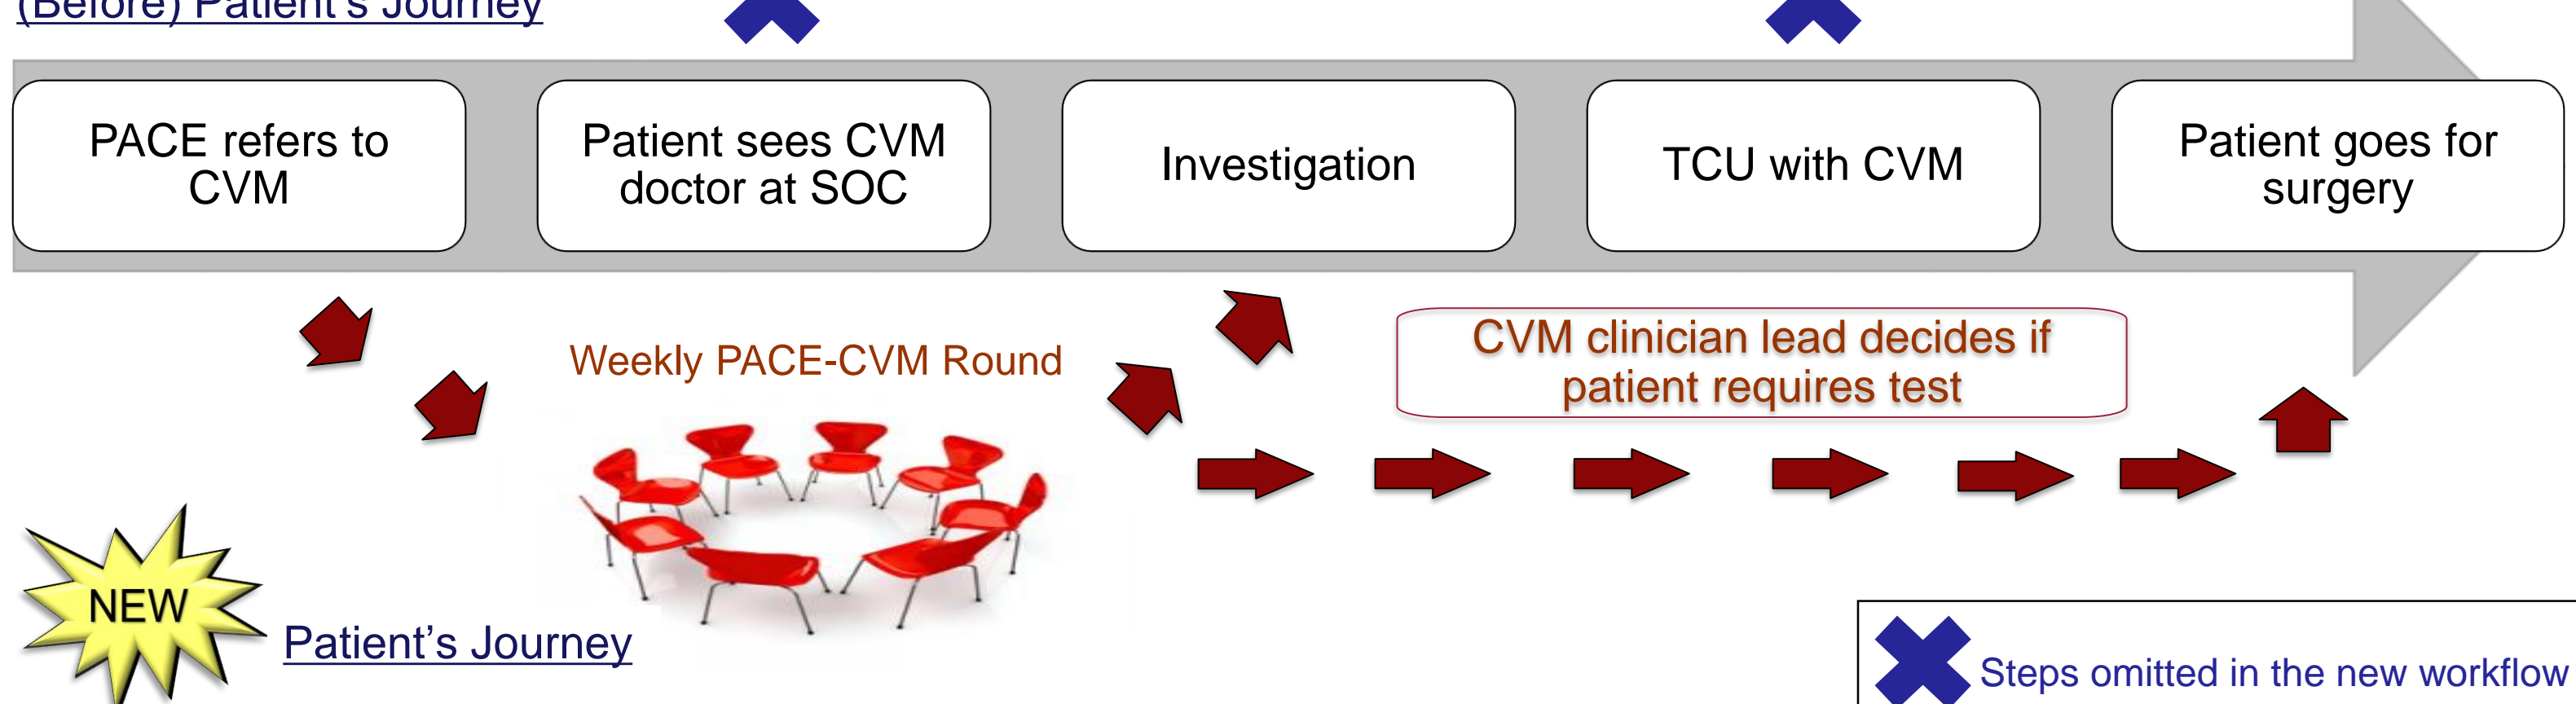 (Before) Patient's Journey
PACE refers to
CVM
Patient sees CVM
doctor at SOC
Investigation
TCU with CVM
Patient goes for
surgery
Weekly PACE-CVM Round
CVM clinician lead decides if
patient requires test
NEW
Patient’s Journey
Steps omitted in the new workflow